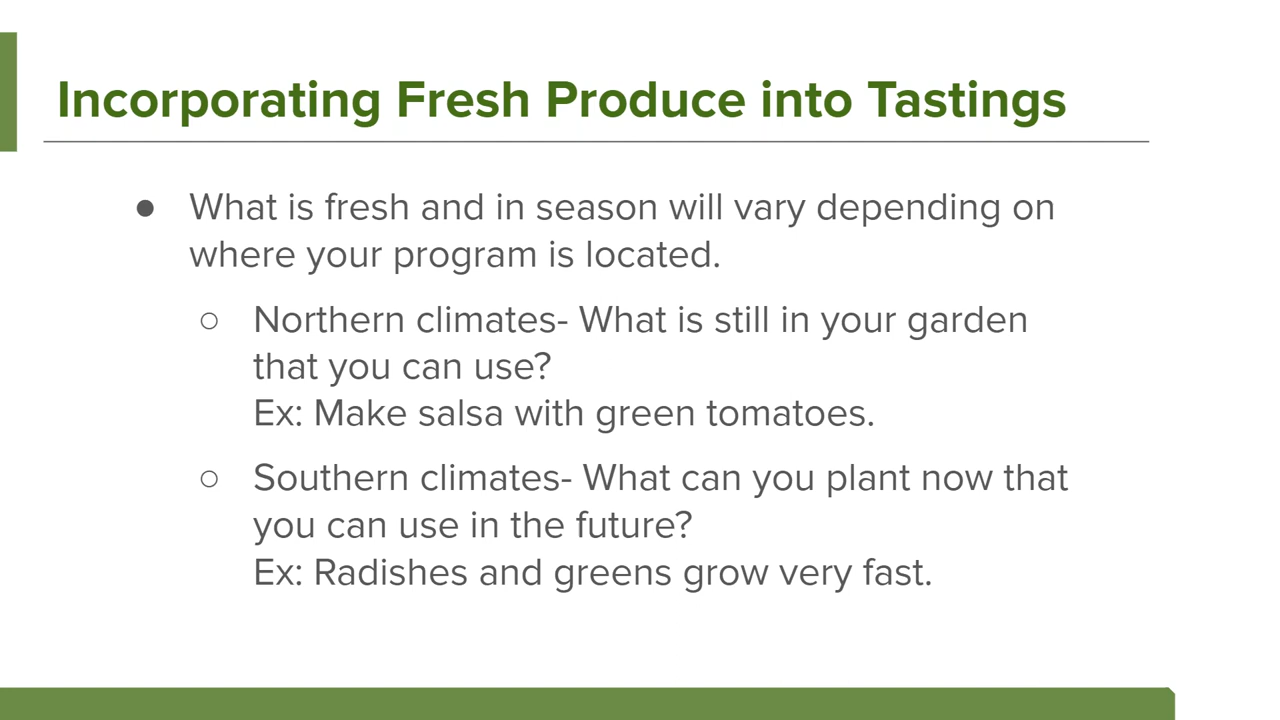 Incorporating Fresh Produce into Tastings
● What is fresh and in season will vary depending on
where your program is located.
○ Northern climates- What is still in your garden
that you can use?
Ex: Make salsa with green tomatoes.
○ Southern climates- What can you plant now that
you can use in the future?
Ex: Radishes and greens grow very fast.